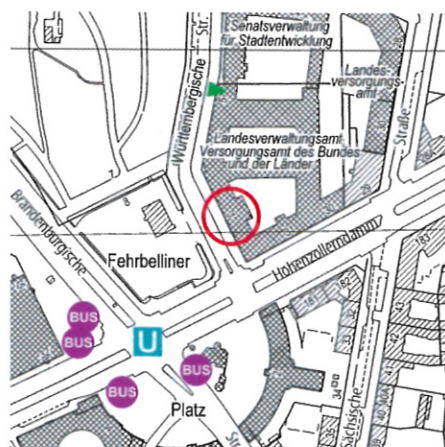 Senatsverwaltung
für Stadtentwicklung
Württembergische Str.
Landes-
versorgungs-
amt
Straße
Landesverwaltungsamt
Versorgungsamt des Bundes
und der Länder
Brandenburgische
Fehrbelliner
Hohenzollerndamm
BUS
BUS
U
BUS
BUS
Platz
Sächsische